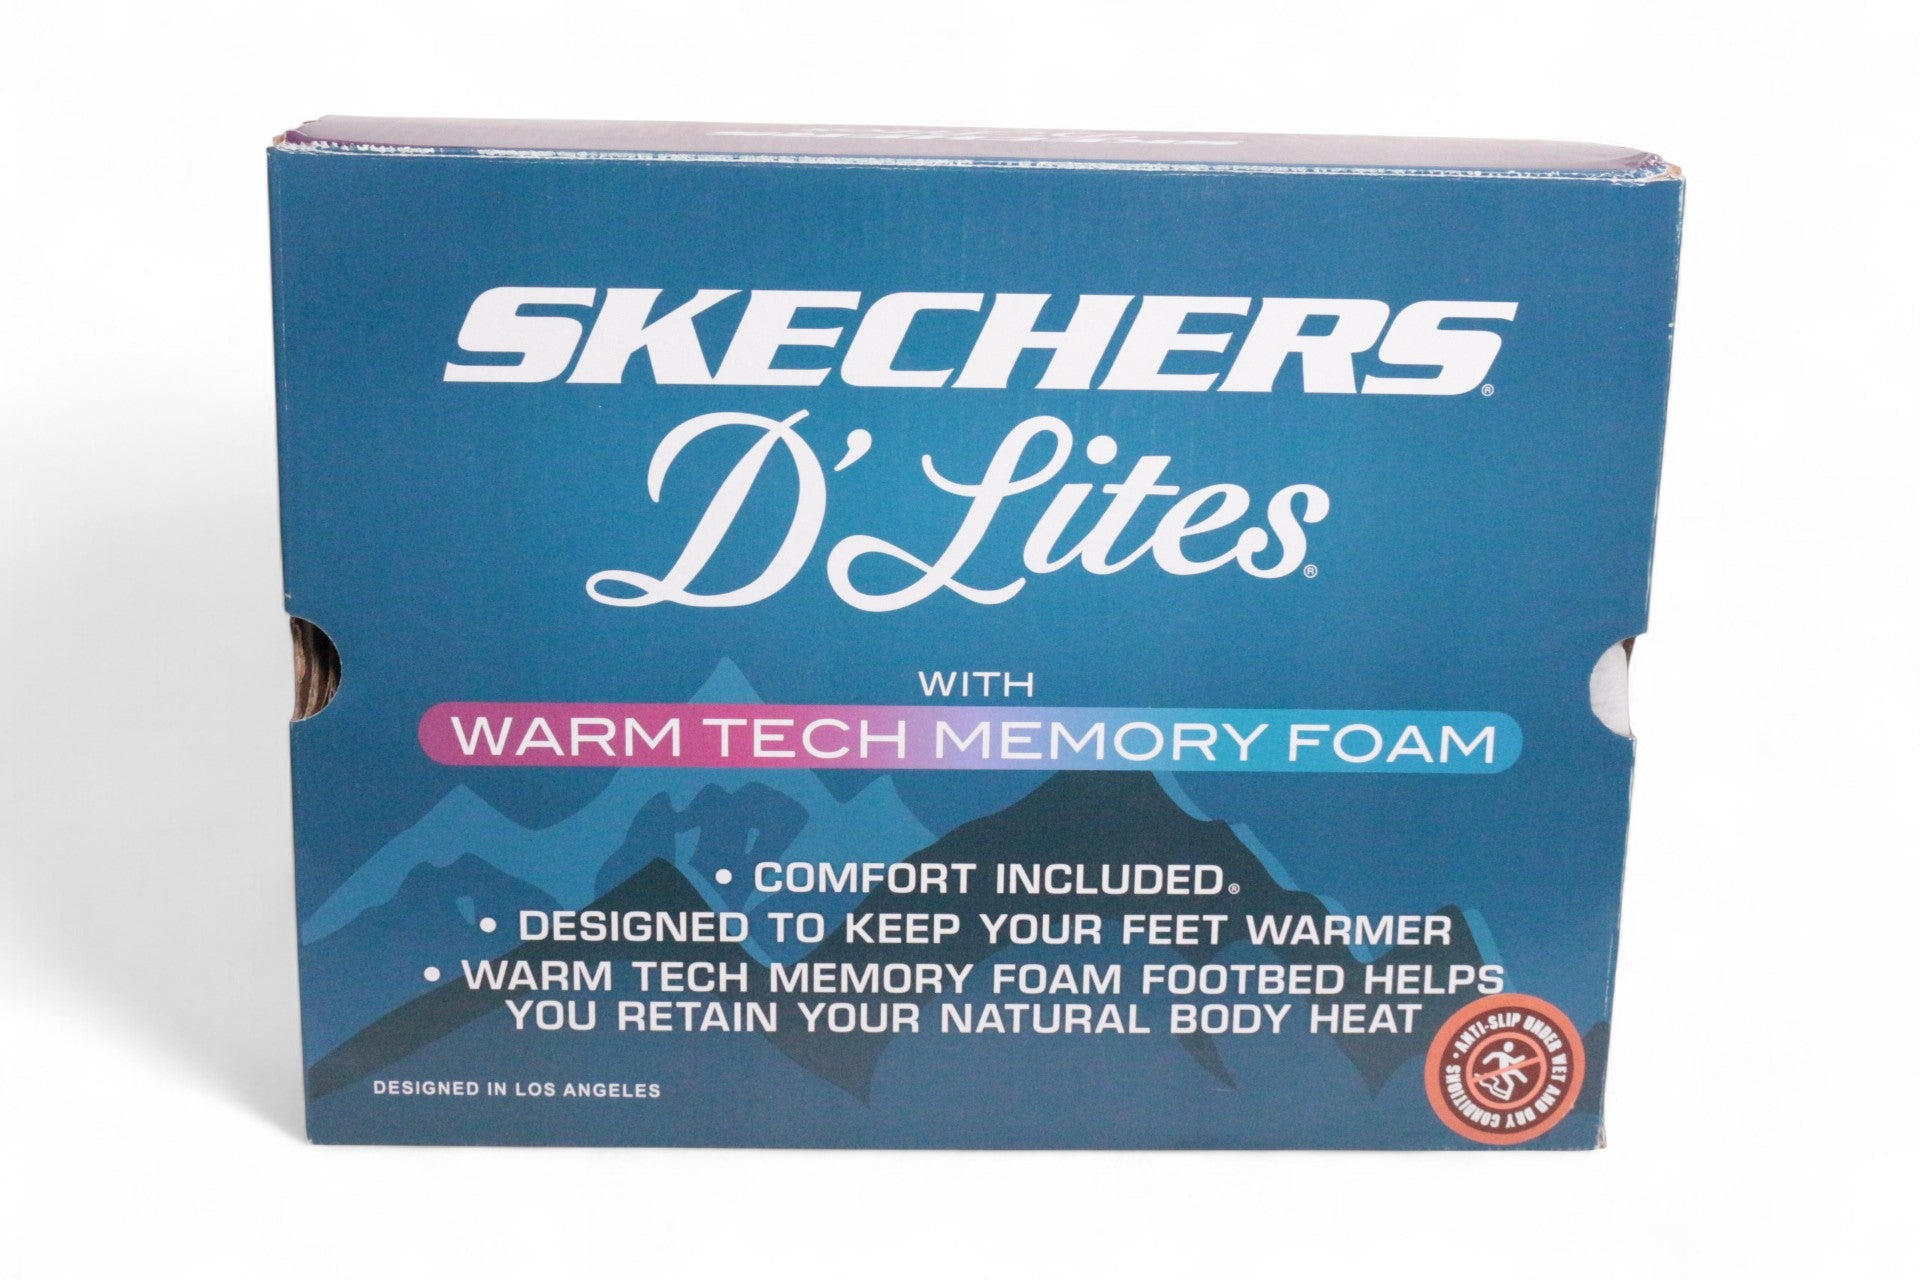 SKECHERS®
D'Lites®
WITH
WARM TECH MEMORY FOAM
• COMFORT INCLUDED®
• DESIGNED TO KEEP YOUR FEET WARMER
• WARM TECH MEMORY FOAM FOOTBED HELPS
YOU RETAIN YOUR NATURAL BODY HEAT
DESIGNED IN LOS ANGELES
• ANTI-SLIP UNDER WET AND DRY CONDITIONS